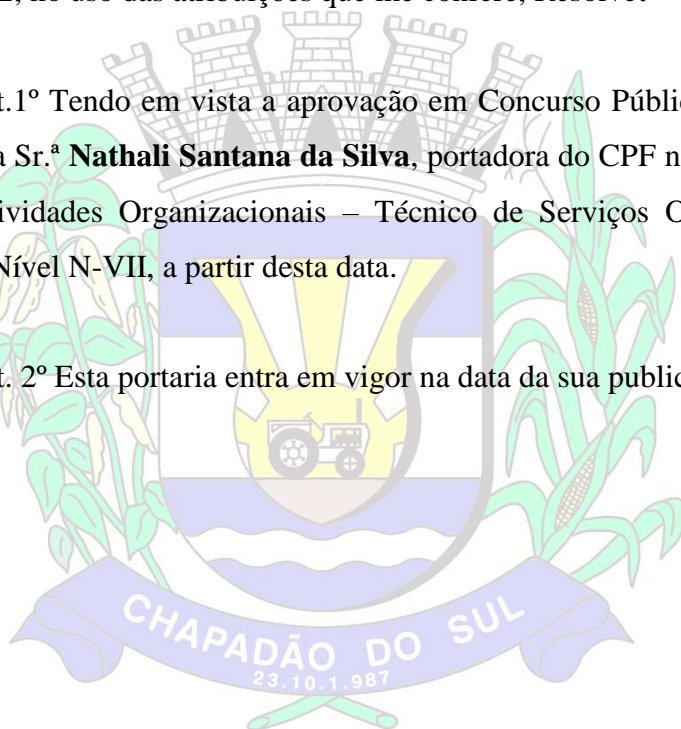 no uso das atribuições que lhe confere, Resolve:
t.1º Tendo em vista a aprovação em Concurso Públic
a Sr.ª Nathali Santana da Silva, portadora do CPF n
ividades Organizacionais – Técnico de Serviços O
Nível N-VII, a partir desta data.
t. 2º Esta portaria entra em vigor na data da sua public
CHAPADÃO DO SUL
23.10.1.987